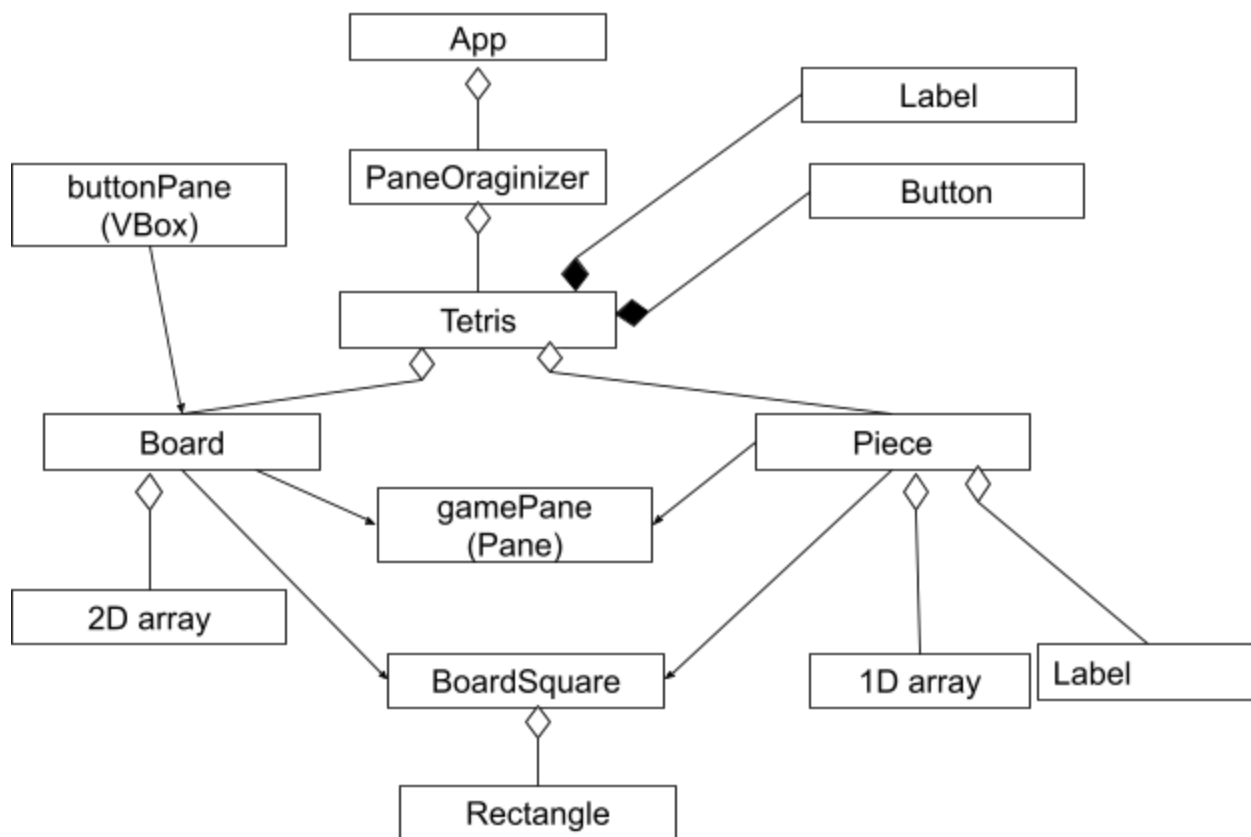 App
Label
PaneOraginizer
buttonPane
(VBox)
Button
Tetris
Board
Piece
gamePane
(Pane)
2D array
BoardSquare
1D array
Label
Rectangle